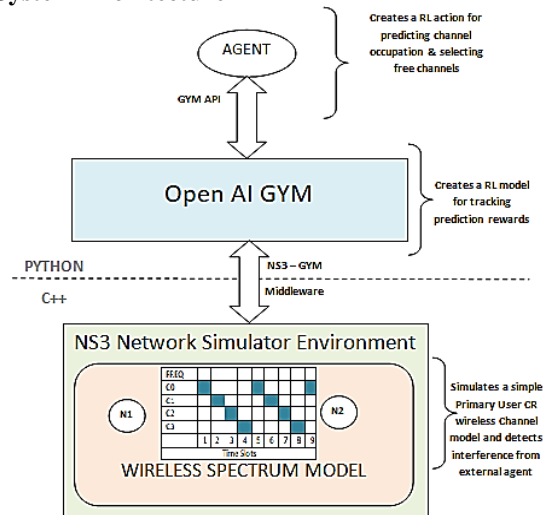 AGENT
Creates a RL action for
predicting channel
occupation & selecting
free channels
GYM API
Open AI GYM
Creates a RL model
for tracking
prediction rewards
PYTHON
NS3 – GYM
C++
Middleware
NS3 Network Simulator Environment
FREQ
C0
C1
C2
C3
1 2 3 4 5 6 7 8 9
Time Slots
N1
N2
WIRELESS SPECTRUM MODEL
Simulates a simple
Primary User CR
wireless Channel
model and detects
interference from
external agent